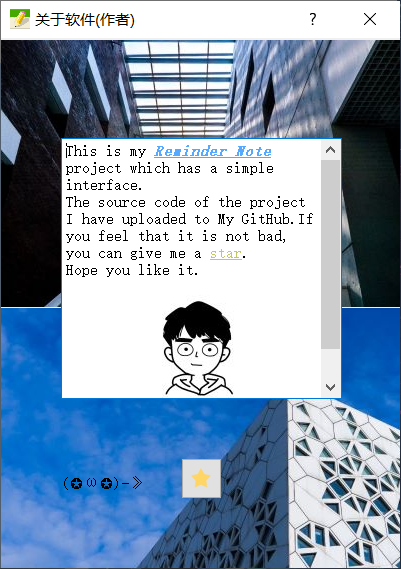 关于软件(作者)
This is my Reminder Note
project which has a simple
interface.
The source code of the project
I have uploaded to My GitHub.If
you feel that it is not bad,
you can give me a star.
Hope you like it.
(✪ω✪)-》